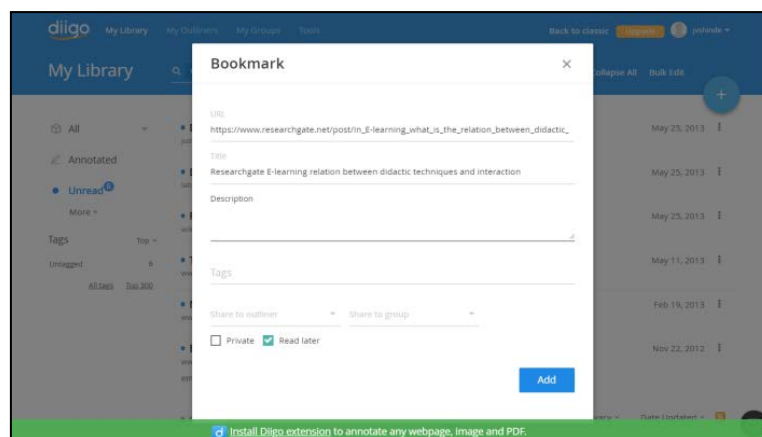 diigo My Library My Outliners My Groups Tools Back to classic Upgrade
My Library Collapse All Bulk Edit
Bookmark ×
URL
https://www.researchgate.net/post/in_E-learning_what_is_the_relation_between_didactic_
Title
Researchgate E-learning relation between didactic techniques and interaction
Description
Tags
Share to outliner Share to group
Private Read later
Add
All
Annotated
Unread 6
More
Tags Top
Untagged 6
All tags Top 300
May 25, 2013
May 25, 2013
May 25, 2013
May 11, 2013
Feb 19, 2013
Nov 22, 2012
Date Updated
d Install Diigo extension to annotate any webpage, image and PDF.